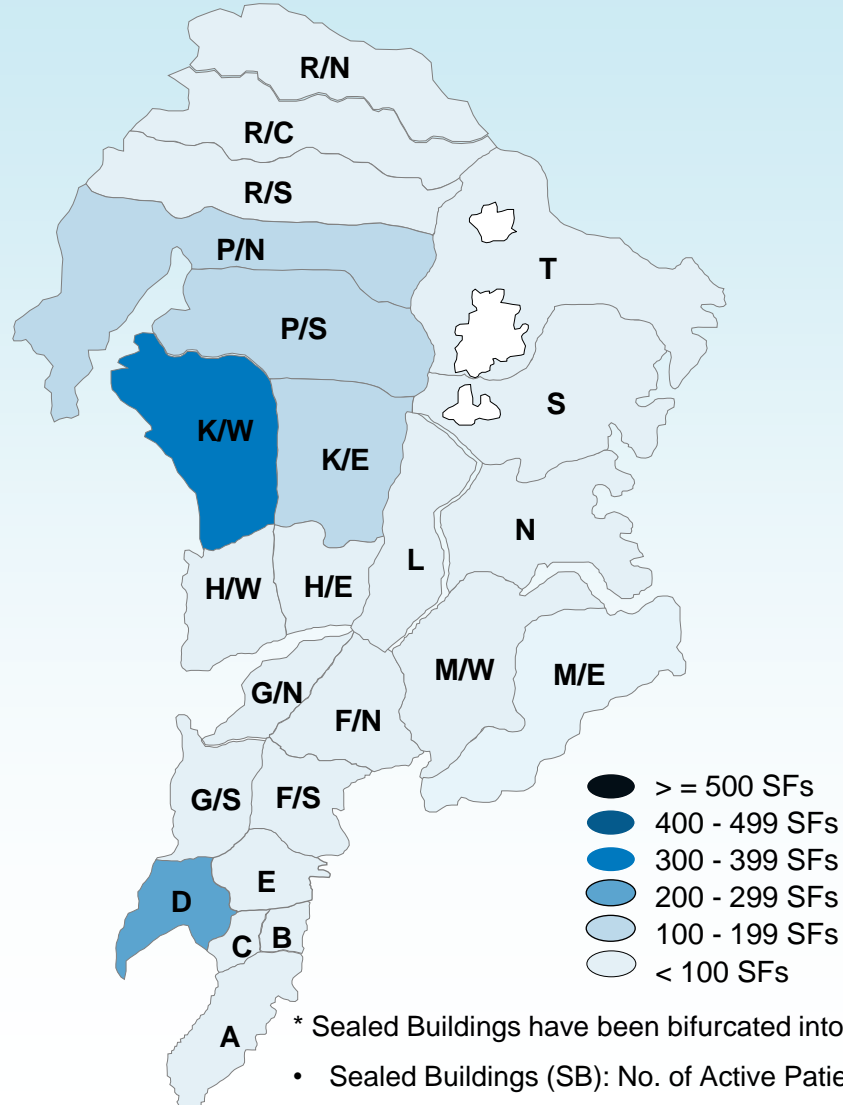 R/N
R/C
R/S
P/N
T
P/S
S
K/W
K/E
N
L
H/W
H/E
M/W
M/E
G/N
F/N
G/S
F/S
E
D
B
C
A
> = 500 SFs
400 - 499 SFs
300 - 399 SFs
200 - 299 SFs
100 - 199 SFs
< 100 SFs
* Sealed Buildings have been bifurcated into
• Sealed Buildings (SB): No. of Active Patie